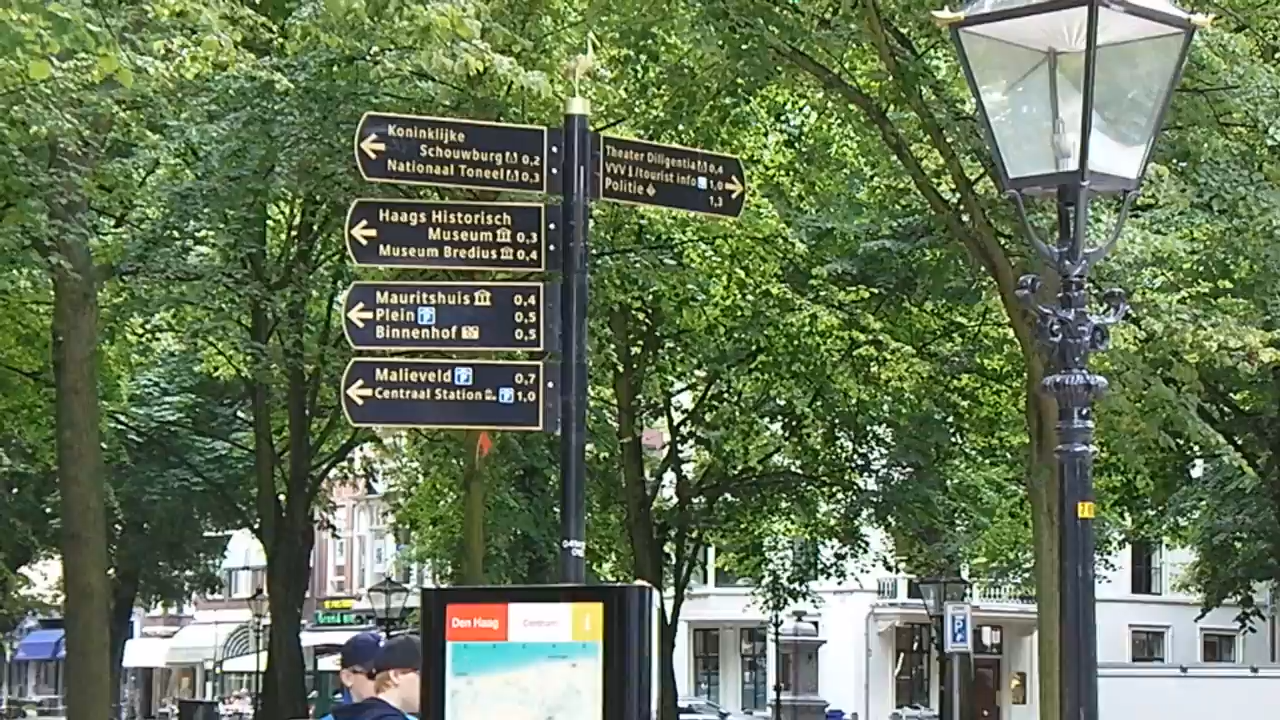 Koninklijke
Schouwburg 0,2
Nationaal Toneel 0,3
Theater Diligentia 0,4
VVV i/tourist info 1,0
Politie
1,3
Haags Historisch
Museum 0,3
Museum Bredius 0,4
Mauritshuis 0,4
Plein P 0,5
Binnenhof 0,5
Malieveld P 0,7
Centraal Station P 1,0
Den Haag Centrum i
P